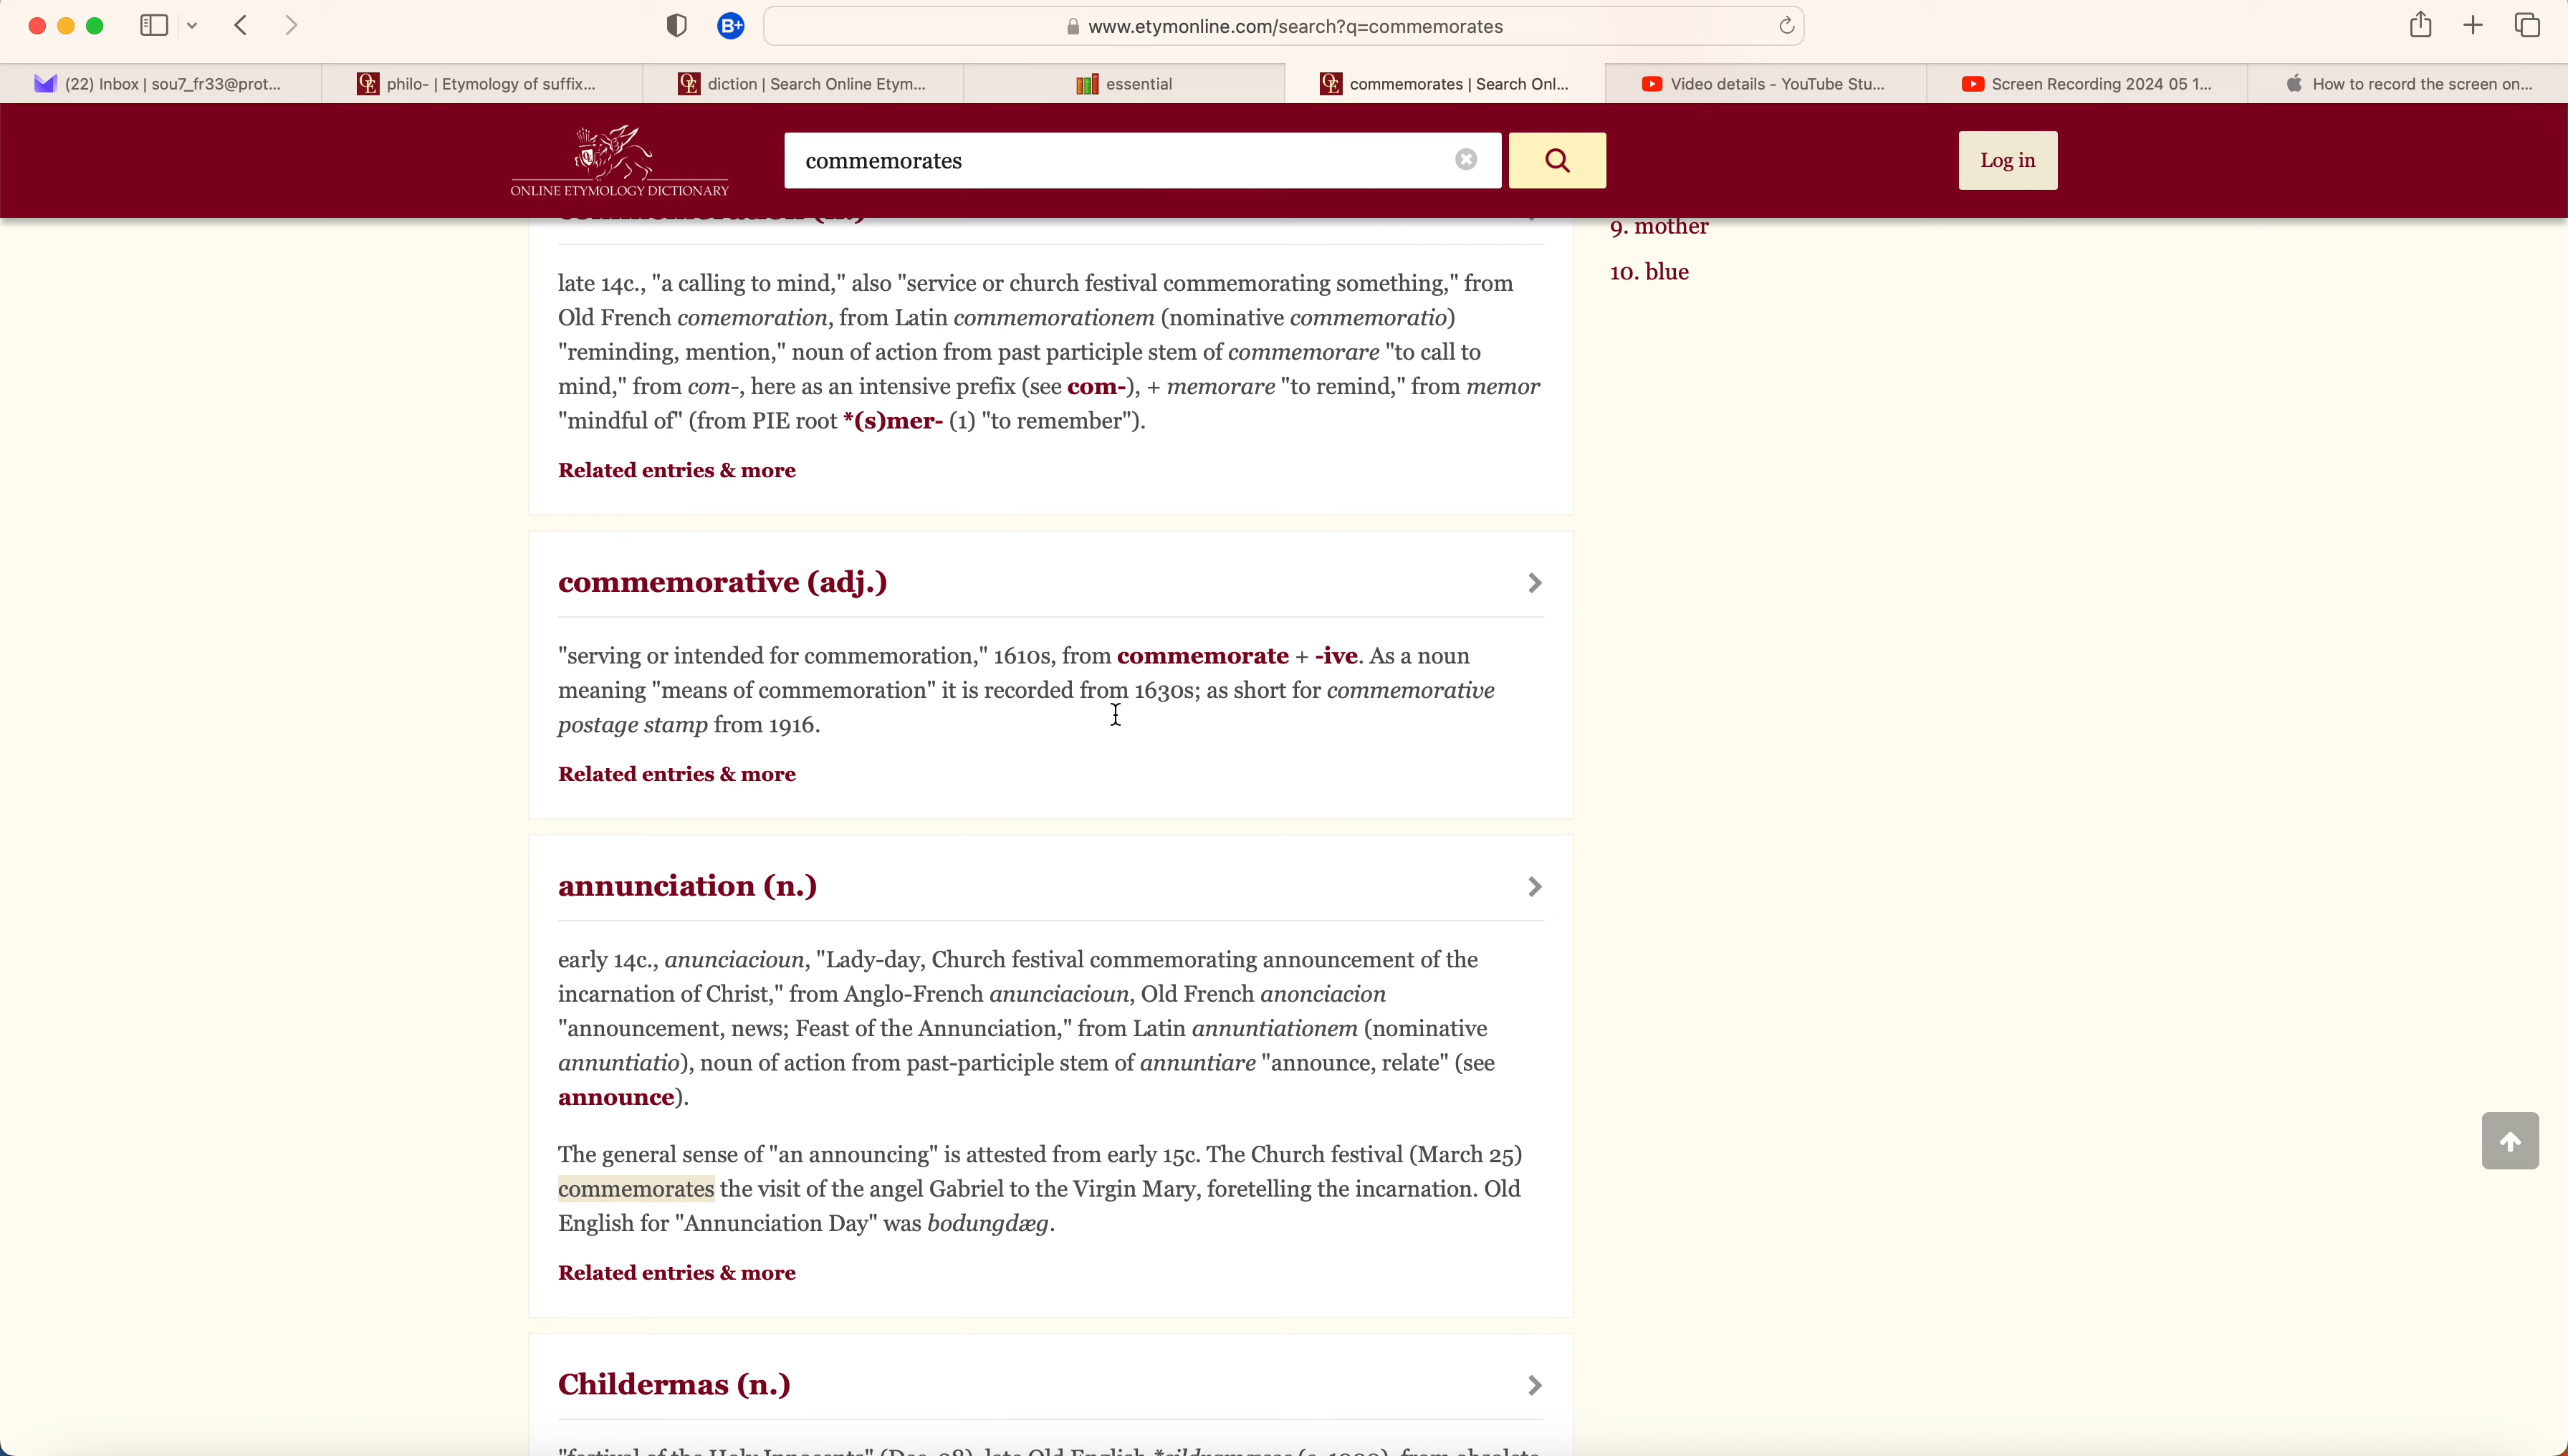 www.etymonline.com/search?q=commemorates
(22) Inbox | sou7_fr33@prot...
philo- | Etymology of suffix...
diction | Search Online Etym...
essential
commemorates | Search Onl...
Video details - YouTube Stu...
Screen Recording 2024 05 1...
How to record the screen on...
ONLINE ETYMOLOGY DICTIONARY
commemorates
Log in
9. mother
10. blue
late 14c., "a calling to mind," also "service or church festival commemorating something," from
Old French comemoration, from Latin commemorationem (nominative commemoratio)
"reminding, mention," noun of action from past participle stem of commemorare "to call to
mind," from com-, here as an intensive prefix (see com-), + memorare "to remind," from memor
"mindful of" (from PIE root *(s)mer- (1) "to remember").
Related entries & more
commemorative (adj.)
"serving or intended for commemoration," 1610s, from commemorate + -ive. As a noun
meaning "means of commemoration" it is recorded from 1630s; as short for commemorative
postage stamp from 1916.
Related entries & more
annunciation (n.)
early 14c., anunciacioun, "Lady-day, Church festival commemorating announcement of the
incarnation of Christ," from Anglo-French anunciacioun, Old French anonciacion
"announcement, news; Feast of the Annunciation," from Latin annuntiationem (nominative
annuntiatio), noun of action from past-participle stem of annuntiare "announce, relate" (see
announce).
The general sense of "an announcing" is attested from early 15c. The Church festival (March 25)
commemorates the visit of the angel Gabriel to the Virgin Mary, foretelling the incarnation. Old
English for "Annunciation Day" was bodungdæg.
Related entries & more
Childermas (n.)